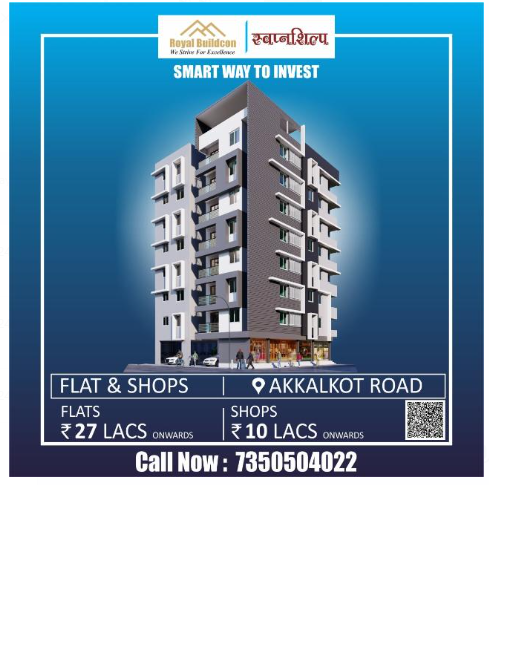 Royal Buildcon
We Strive For Excellence
स्वप्नशिल्प
SMART WAY TO INVEST
FLAT & SHOPS | AKKALKOT ROAD
FLATS
₹ 27 LACS ONWARDS
SHOPS
₹ 10 LACS ONWARDS
Call Now : 7350504022